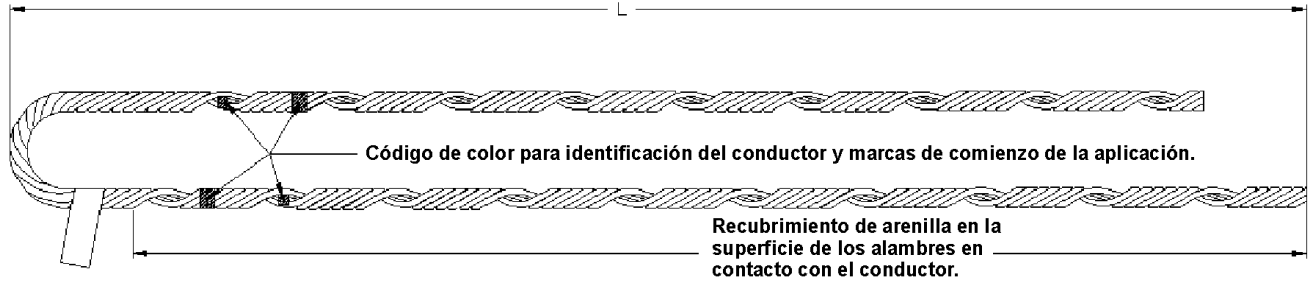 L
Código de color para identificación del conductor y marcas de comienzo de la aplicación.
Recubrimiento de arenilla en la
superficie de los alambres en
contacto con el conductor.